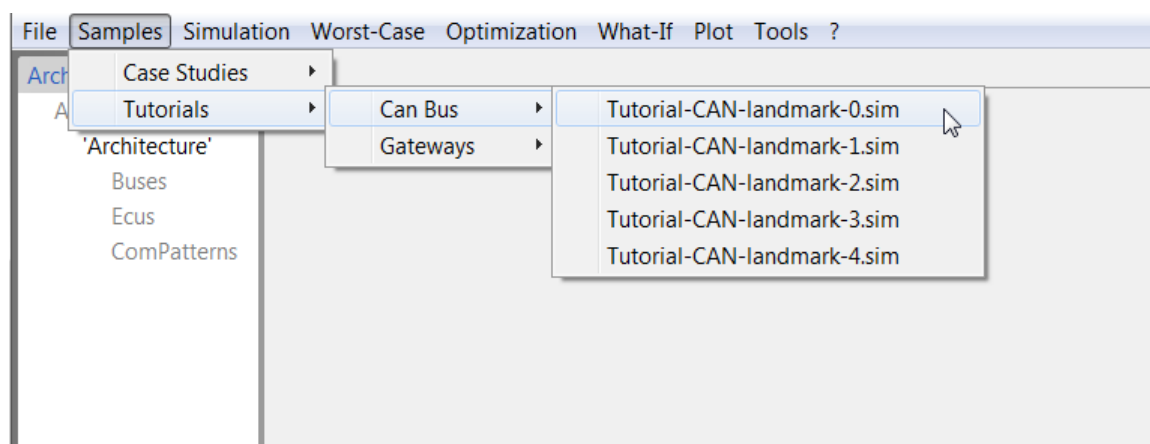 File Samples Simulation Worst-Case Optimization What-If Plot Tools ?
Arch
Case Studies
A
Tutorials
Can Bus
Tutorial-CAN-landmark-0.sim
'Architecture'
Gateways
Tutorial-CAN-landmark-1.sim
Buses
Tutorial-CAN-landmark-2.sim
Ecus
Tutorial-CAN-landmark-3.sim
ComPatterns
Tutorial-CAN-landmark-4.sim